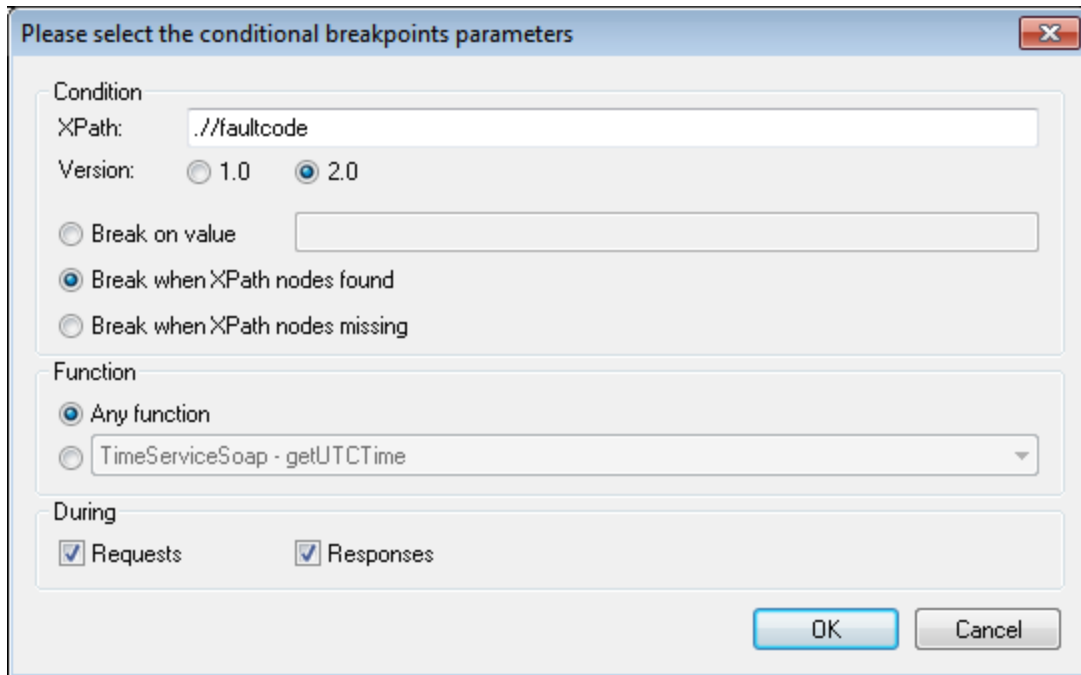 Please select the conditional breakpoints parameters
Condition
XPath: .//faultcode
Version: 1.0 2.0
Break on value
Break when XPath nodes found
Break when XPath nodes missing
Function
Any function
TimeServiceSoap - getUTCTime
During
Requests Responses
OK Cancel